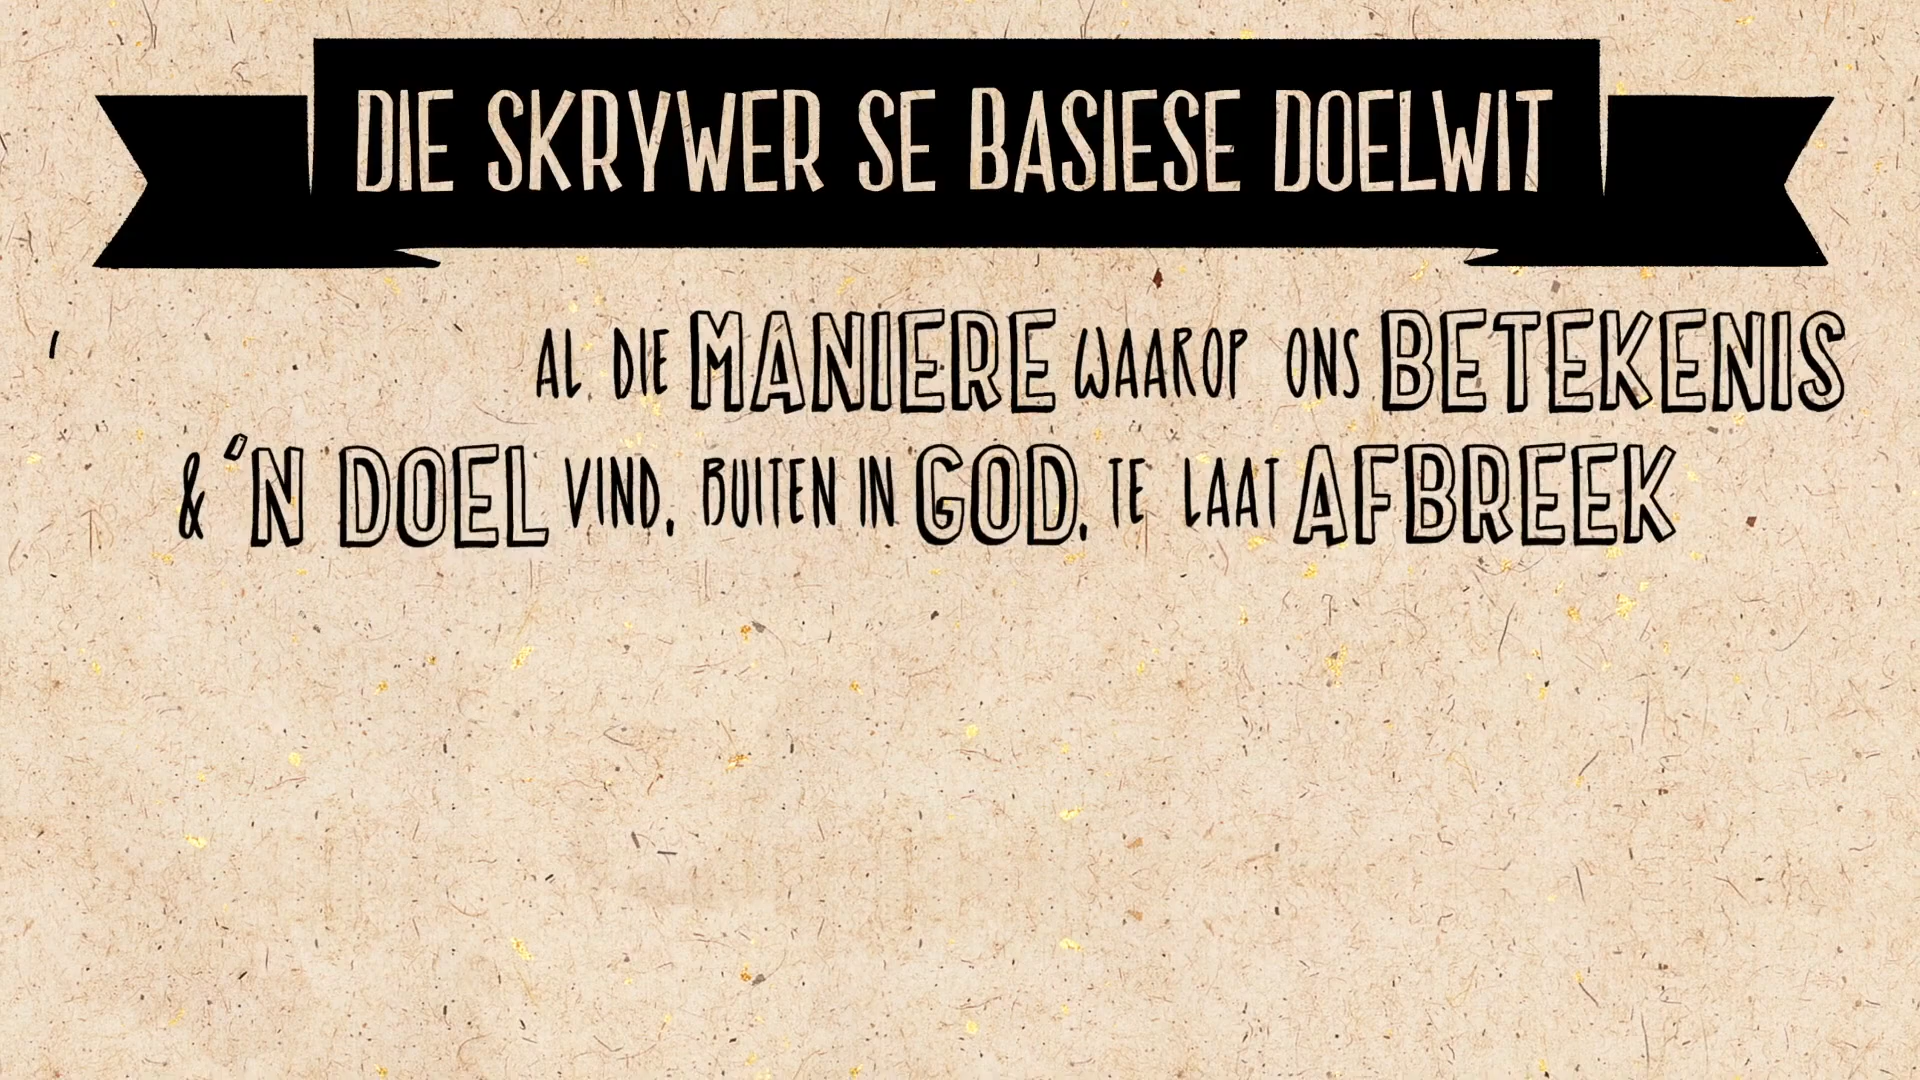 DIE SKRYWER SE BASIESE DOELWIT
' AL DIE MANIERE WAAROP ONS BETEKENIS
& 'N DOEL VIND, BUITEN IN GOD, TE LAAT AFBREEK